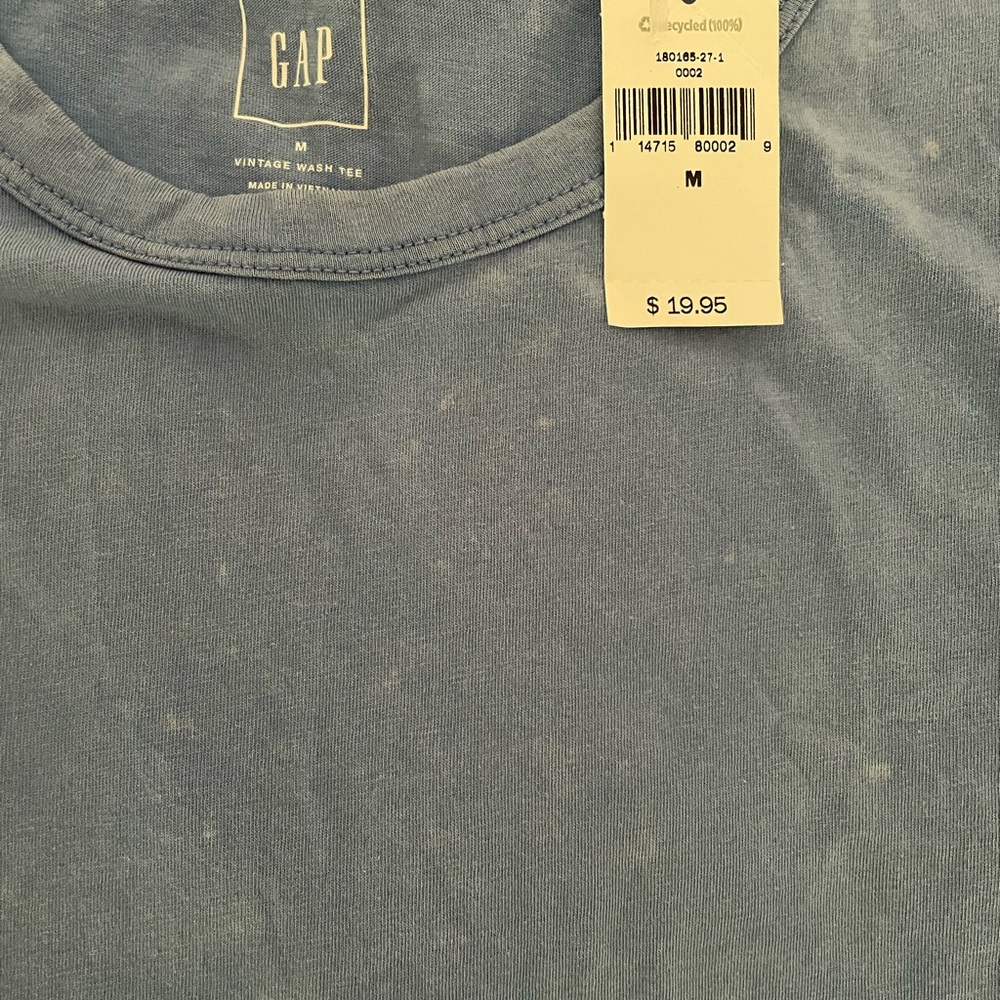 GAP
M
VINTAGE WASH TEE
MADE IN
Recycled (100%)
180165-27-1
0002
1 14715 80002 9
M
$ 19.95